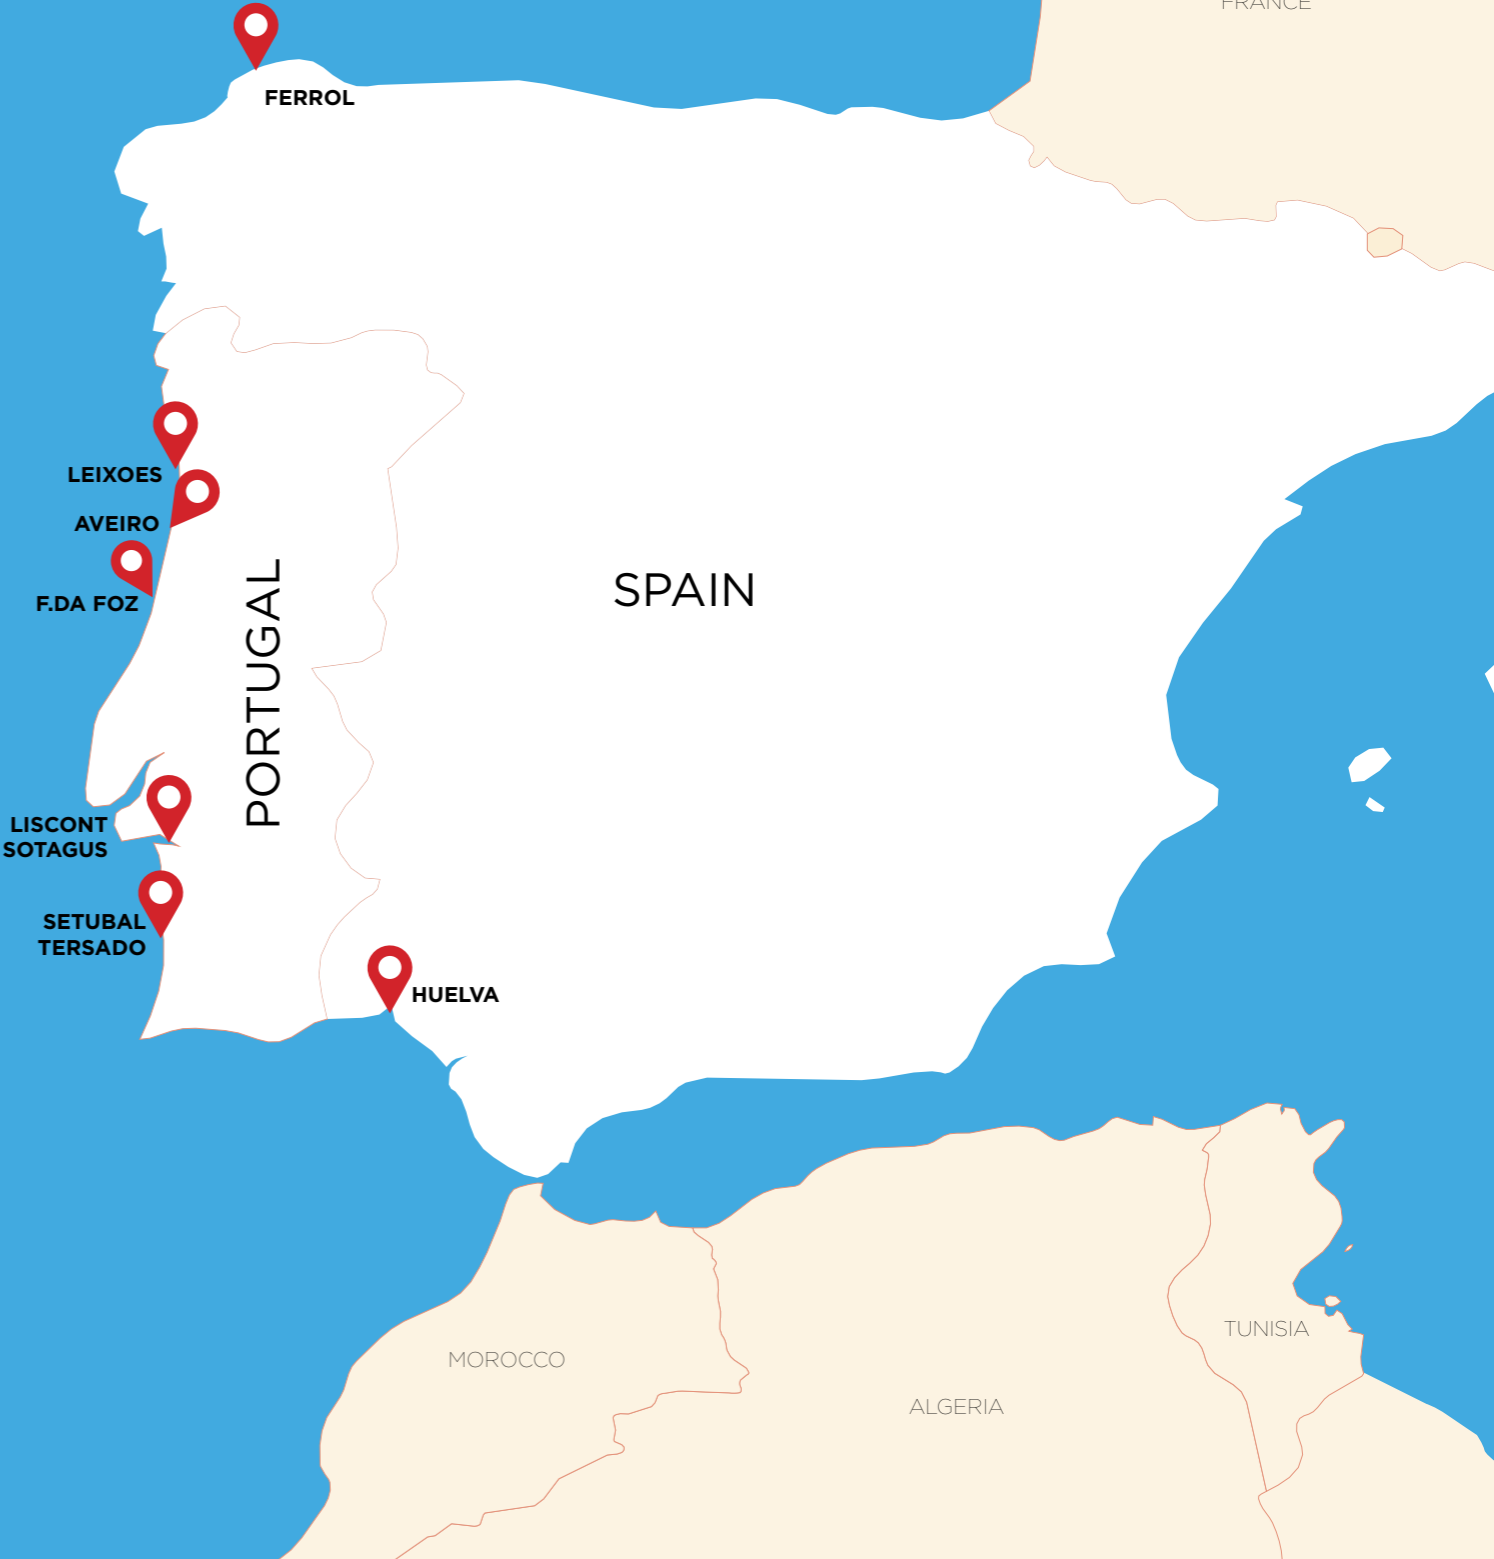 FRANCE
FERROL
LEIXOES
AVEIRO
F.DA FOZ
PORTUGAL
SPAIN
LISCONT
SOTAGUS
SETUBAL
TERSADO
HUELVA
TUNISIA
MOROCCO
ALGERIA